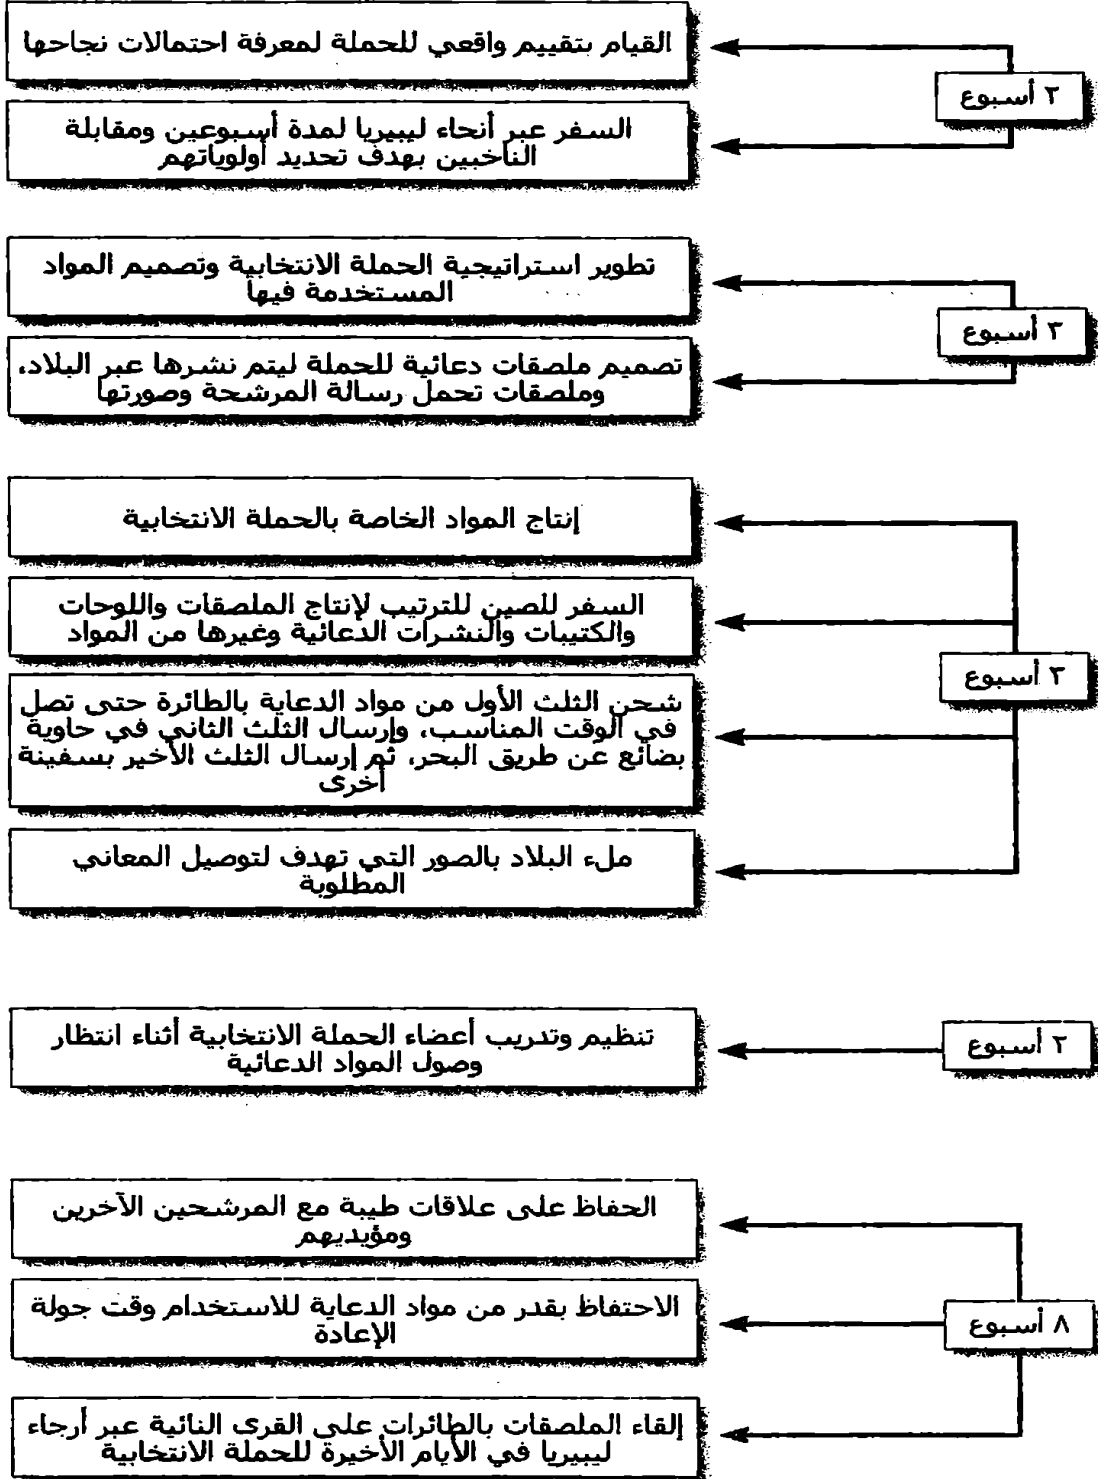 القيام بتقييم واقعي للحملة لمعرفة احتمالات نجاحها
٢ أسبوع
السفر عبر أنحاء ليبيريا لمدة أسبوعين ومقابلة
الناخبين بهدف تحديد أولوياتهم
تطوير استراتيجية الحملة الانتخابية وتصميم المواد
المستخدمة فيها
٣ أسبوع
تصميم ملصقات دعائية للحملة ليتم نشرها عبر البلاد،
وملصقات تحمل رسالة المرشحة وصورتها
إنتاج المواد الخاصة بالحملة الانتخابية
السفر للصين للترتيب لإنتاج الملصقات واللوحات
والكتيبات والنشرات الدعائية وغيرها من المواد
٣ أسبوع
شحن الثلث الأول من مواد الدعاية بالطائرة حتى تصل
في الوقت المناسب، وإرسال الثلث الثاني في حاوية
بضائع عن طريق البحر، ثم إرسال الثلث الأخير بسفينة
أخرى
ملء البلاد بالصور التي تهدف لتوصيل المعاني
المطلوبة
تنظيم وتدريب أعضاء الحملة الانتخابية أثناء انتظار
وصول المواد الدعائية
٢ أسبوع
الحفاظ على علاقات طيبة مع المرشحين الآخرين
ومؤيديهم
الاحتفاظ بقدر من مواد الدعاية للاستخدام وقت جولة
الإعادة
٨ أسبوع
إلقاء الملصقات بالطائرات على القرى النائية عبر أرجاء
ليبيريا في الأيام الأخيرة للحملة الانتخابية